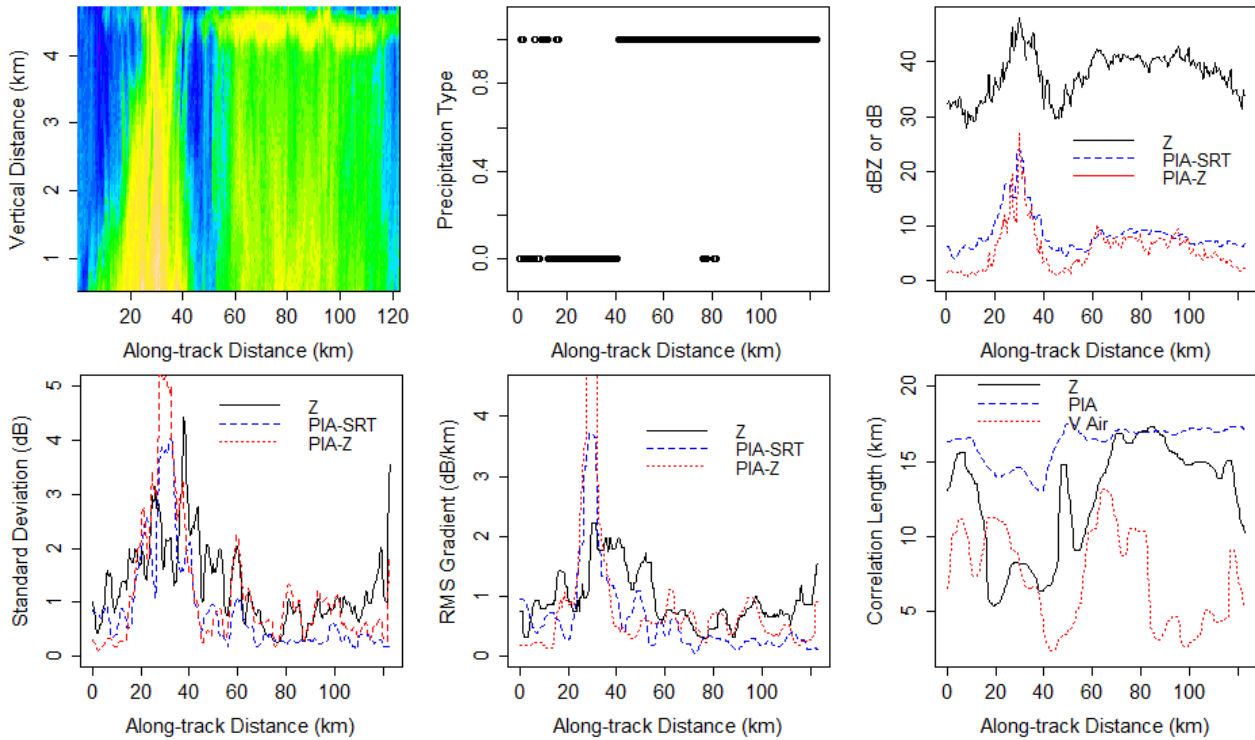 Vertical Distance (km)
4
3
2
1
20 40 60 80 100 120
Along-track Distance (km)
Precipitation Type
0.8
0.4
0.0
0 20 40 60 80 100
Along-track Distance (km)
dBZ or dB
40
30
20
10
0
Z
PIA-SRT
PIA-Z
0 20 40 60 80 100
Along-track Distance (km)
Standard Deviation (dB)
5
4
3
2
1
0
Z
PIA-SRT
PIA-Z
0 20 40 60 80 100
Along-track Distance (km)
RMS Gradient (dB/km)
4
3
2
1
0
Z
PIA-SRT
PIA-Z
0 20 40 60 80 100
Along-track Distance (km)
Correlation Length (km)
20
15
10
5
Z
PIA
V Air
0 20 40 60 80 100
Along-track Distance (km)